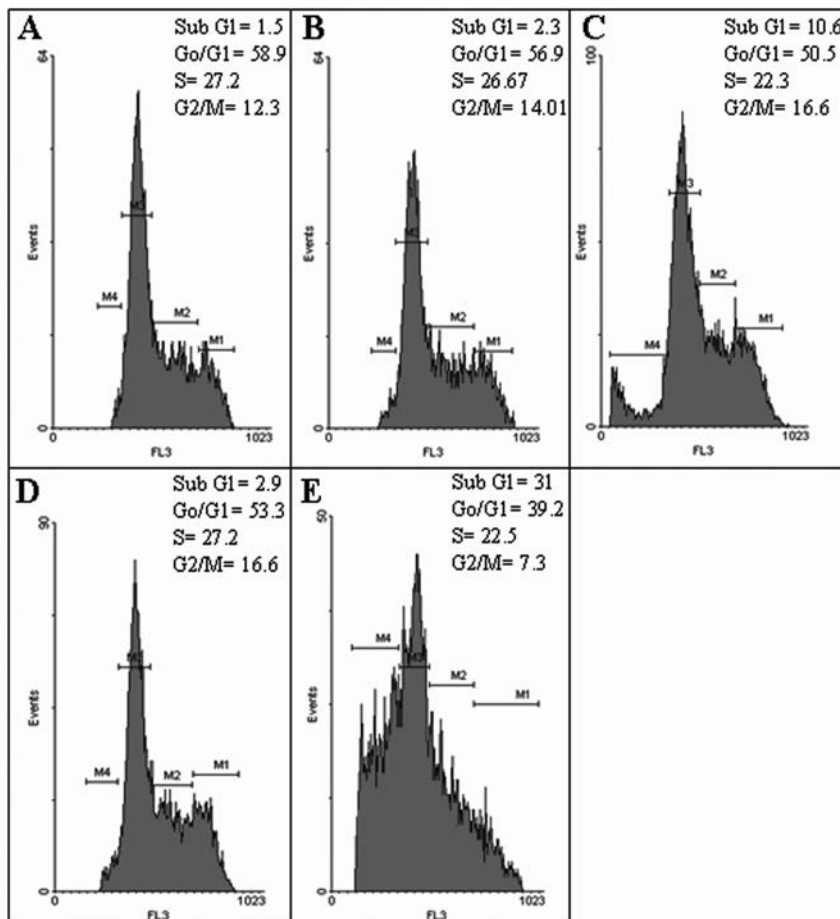 A
Sub G1= 1.5
Go/G1= 58.9
S= 27.2
G2/M= 12.3
64
M3
M4
M2
M1
Events
0
0
1023
FL3
B
Sub G1= 2.3
Go/G1= 56.9
S= 26.67
G2/M= 14.01
64
M3
M4
M2
M1
Events
0
0
1023
FL3
C
Sub G1= 10.6
Go/G1= 50.5
S= 22.3
G2/M= 16.6
100
M3
M2
M1
M4
Events
0
0
1023
FL3
D
Sub G1= 2.9
Go/G1= 53.3
S= 27.2
G2/M= 16.6
90
M3
M4
M2
M1
Events
0
0
1023
FL3
E
Sub G1= 31
Go/G1= 39.2
S= 22.5
G2/M= 7.3
50
M4
M3
M2
M1
Events
0
0
1023
FL3